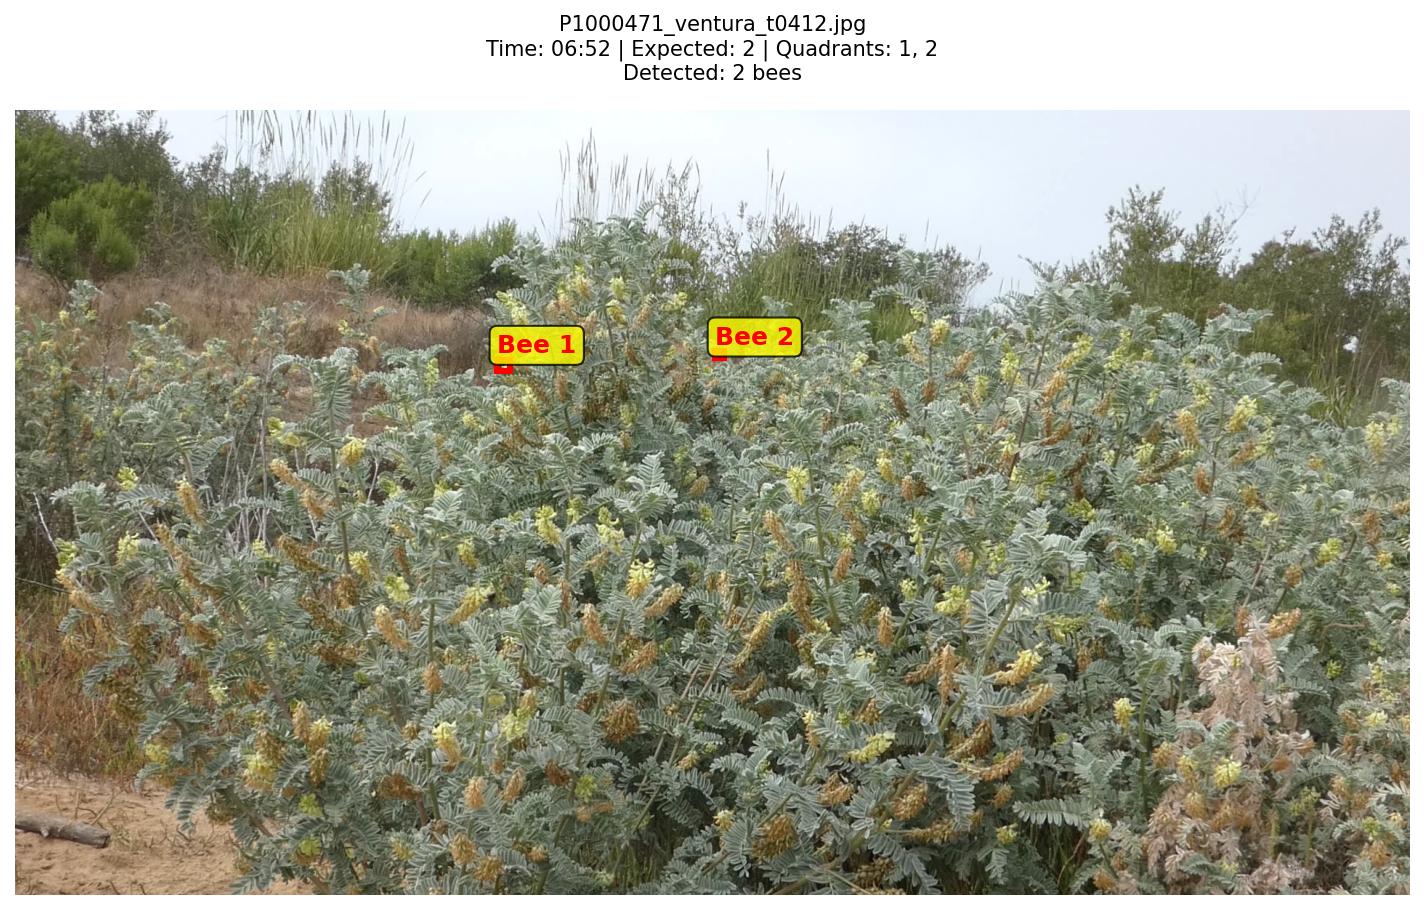 P1000471_ventura_t0412.jpg
Time: 06:52 | Expected: 2 | Quadrants: 1, 2
Detected: 2 bees
Bee 1
Bee 2